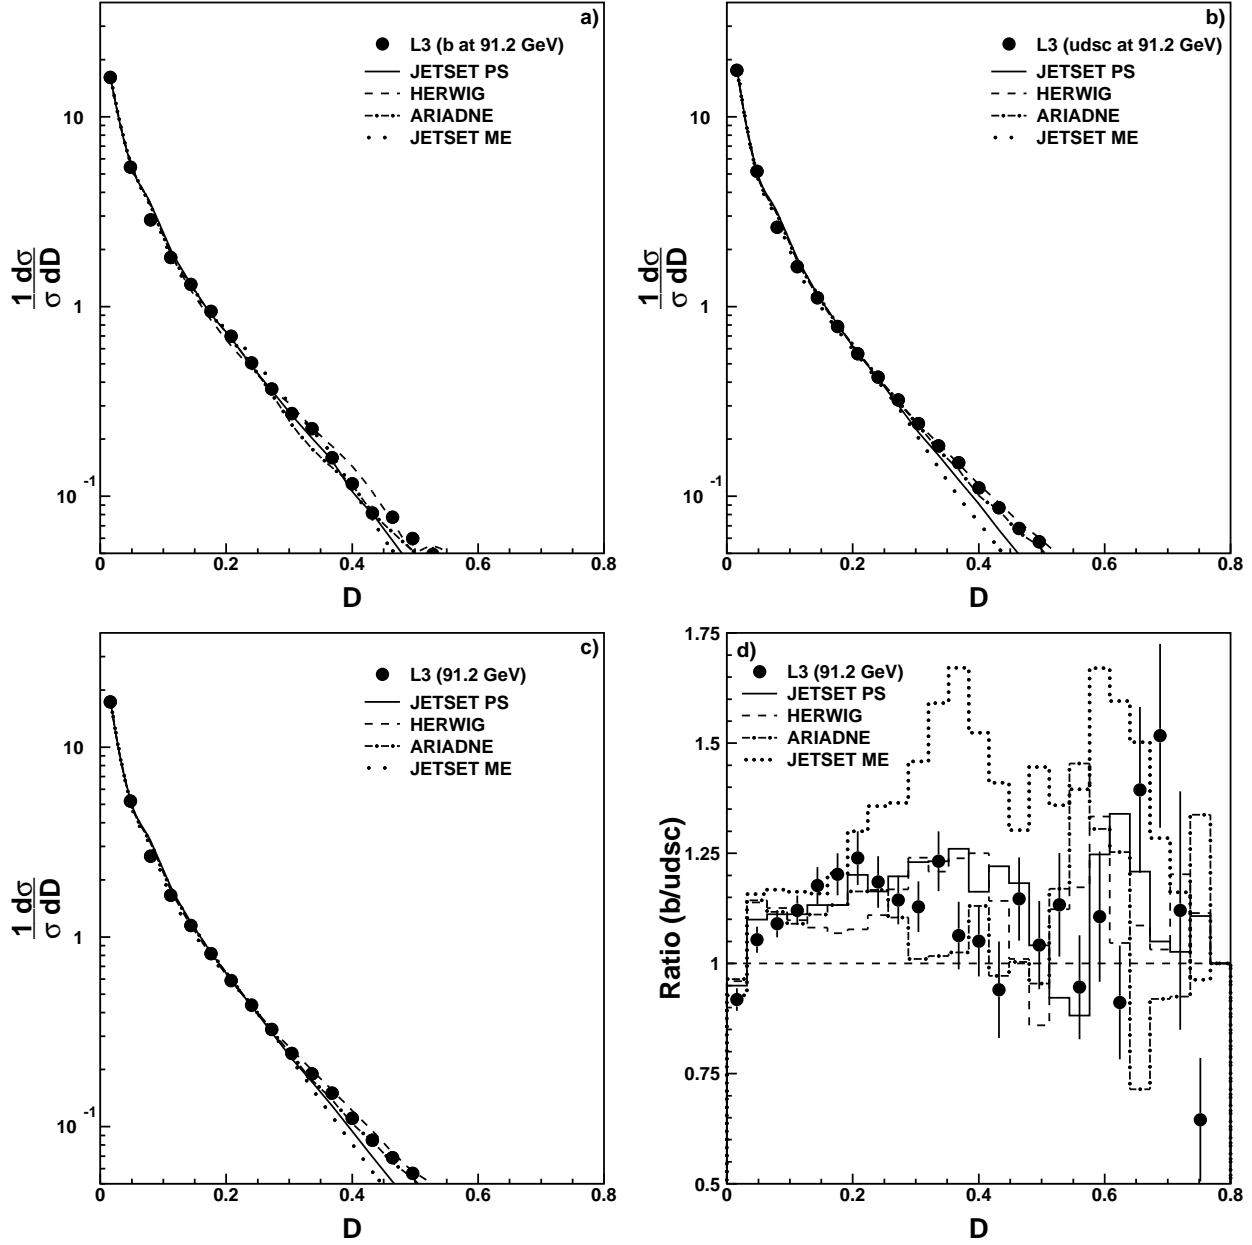 a)
L3 (b at 91.2 GeV)
JETSET PS
HERWIG
ARIADNE
JETSET ME
10
1
10 -1
1 dσ
σ dD
0 0.2 0.4 0.6 0.8
D
b)
L3 (udsc at 91.2 GeV)
JETSET PS
HERWIG
ARIADNE
JETSET ME
10
1
10 -1
1 dσ
σ dD
0 0.2 0.4 0.6 0.8
D
c)
L3 (91.2 GeV)
JETSET PS
HERWIG
ARIADNE
JETSET ME
10
1
10 -1
1 dσ
σ dD
0 0.2 0.4 0.6 0.8
D
d)
L3 (91.2 GeV)
JETSET PS
HERWIG
ARIADNE
JETSET ME
1.75
1.5
1.25
1
0.75
0.5
Ratio (b/udsc)
0 0.2 0.4 0.6 0.8
D